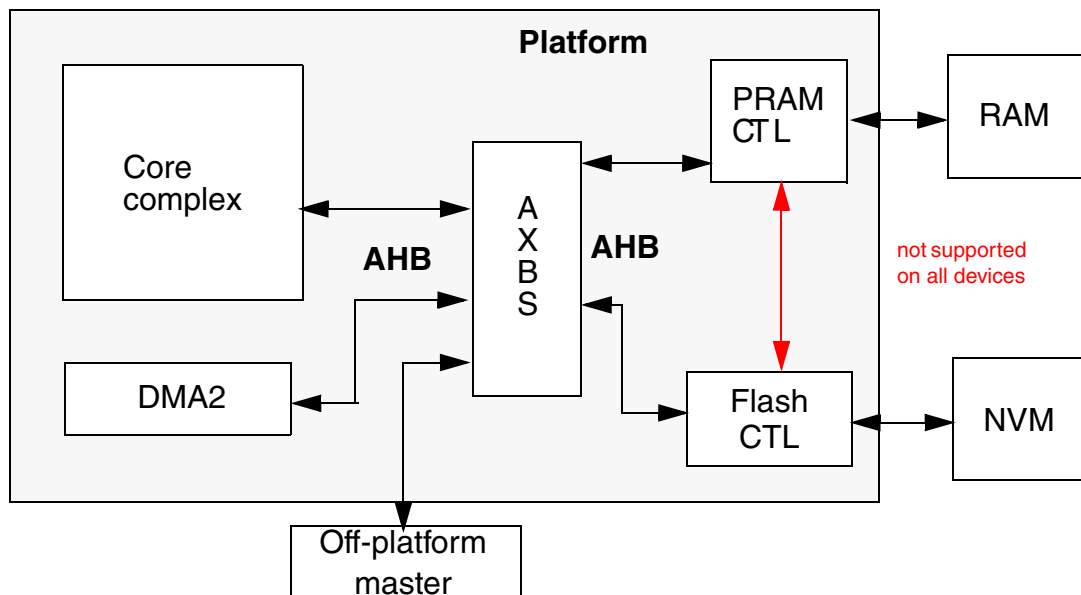 Platform
PRAM
CTL
RAM
Core
complex
A
X
B
S
AHB
AHB
not supported
on all devices
DMA2
Flash
CTL
NVM
Off-platform
master